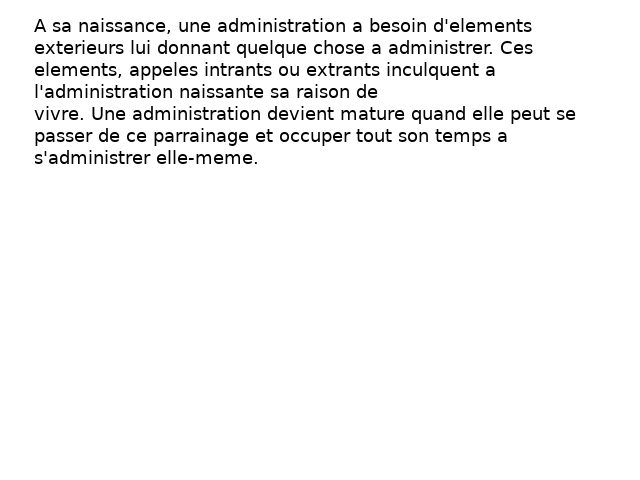 A sa naissance, une administration a besoin d'elements
exterieurs lui donnant quelque chose a administrer. Ces
elements, appeles intrants ou extrants inculquent a
l'administration naissante sa raison de
vivre. Une administration devient mature quand elle peut se
passer de ce parrainage et occuper tout son temps a
s'administrer elle-meme.